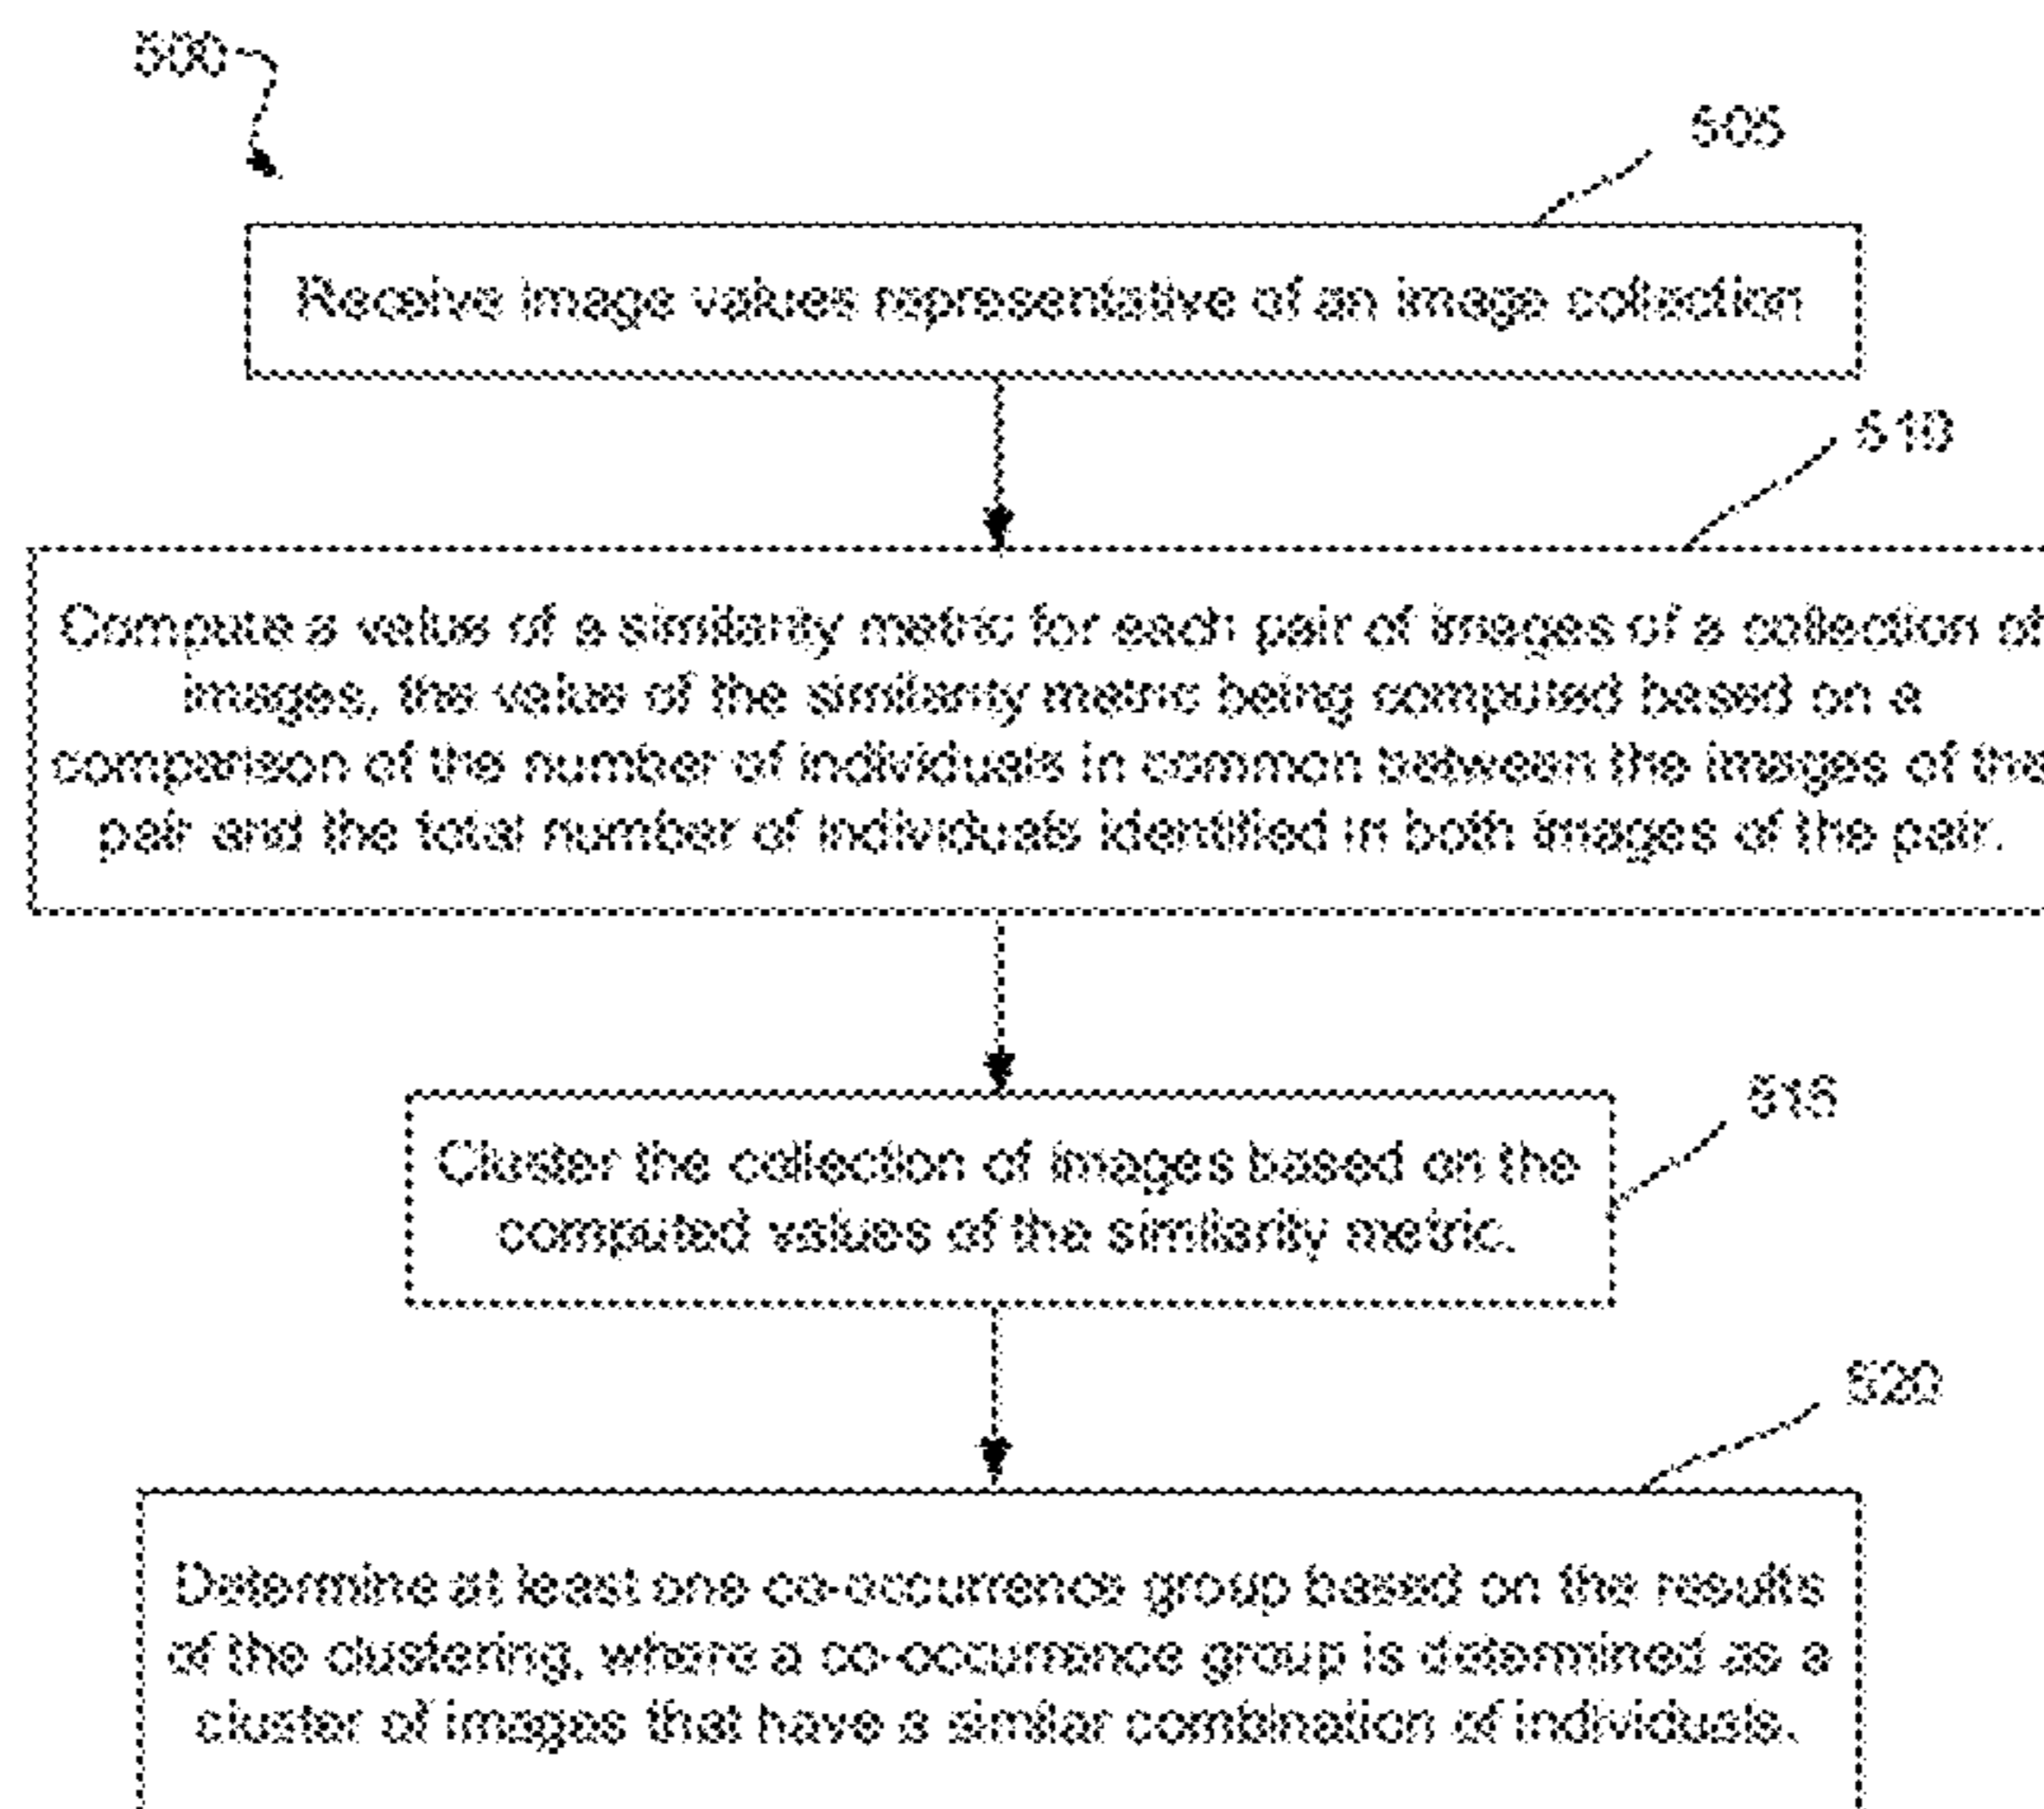 500
505
Receive image values representative of an image collection
510
Compute a value of a similarity metric for each pair of images of a collection of
images, the value of the similarity metric being computed based on a
comparison of the number of individuals in common between the images of the
pair and the total number of individuals identified in both images of the pair.
515
Cluster the collection of images based on the
computed values of the similarity metric.
520
Determine at least one co-occurrence group based on the results
of the clustering, where a co-occurrence group is determined as a
cluster of images that have a similar combination of individuals.